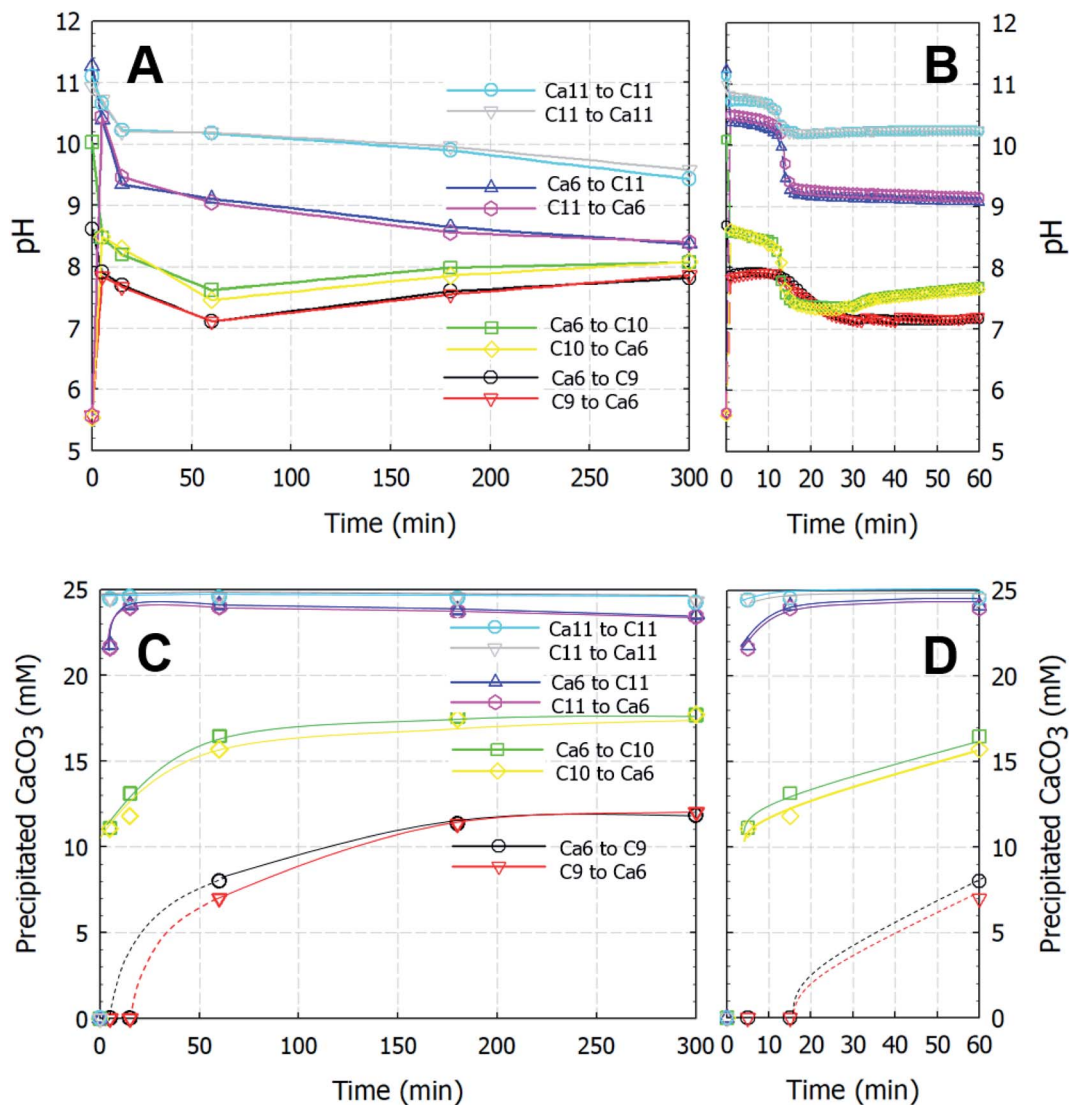 A
12
11
10
9
8
7
6
5
pH
0
50
100
150
200
250
300
Time (min)
Ca11 to C11
C11 to Ca11
Ca6 to C11
C11 to Ca6
Ca6 to C10
C10 to Ca6
Ca6 to C9
C9 to Ca6
B
12
11
10
9
8
7
6
5
pH
0 10 20 30 40 50 60
Time (min)
C
25
20
15
10
5
0
Precipitated CaCO3 (mM)
0
50
100
150
200
250
300
Time (min)
Ca11 to C11
C11 to Ca11
Ca6 to C11
C11 to Ca6
Ca6 to C10
C10 to Ca6
Ca6 to C9
C9 to Ca6
D
25
20
15
10
5
0
Precipitated CaCO3 (mM)
0 10 20 30 40 50 60
Time (min)